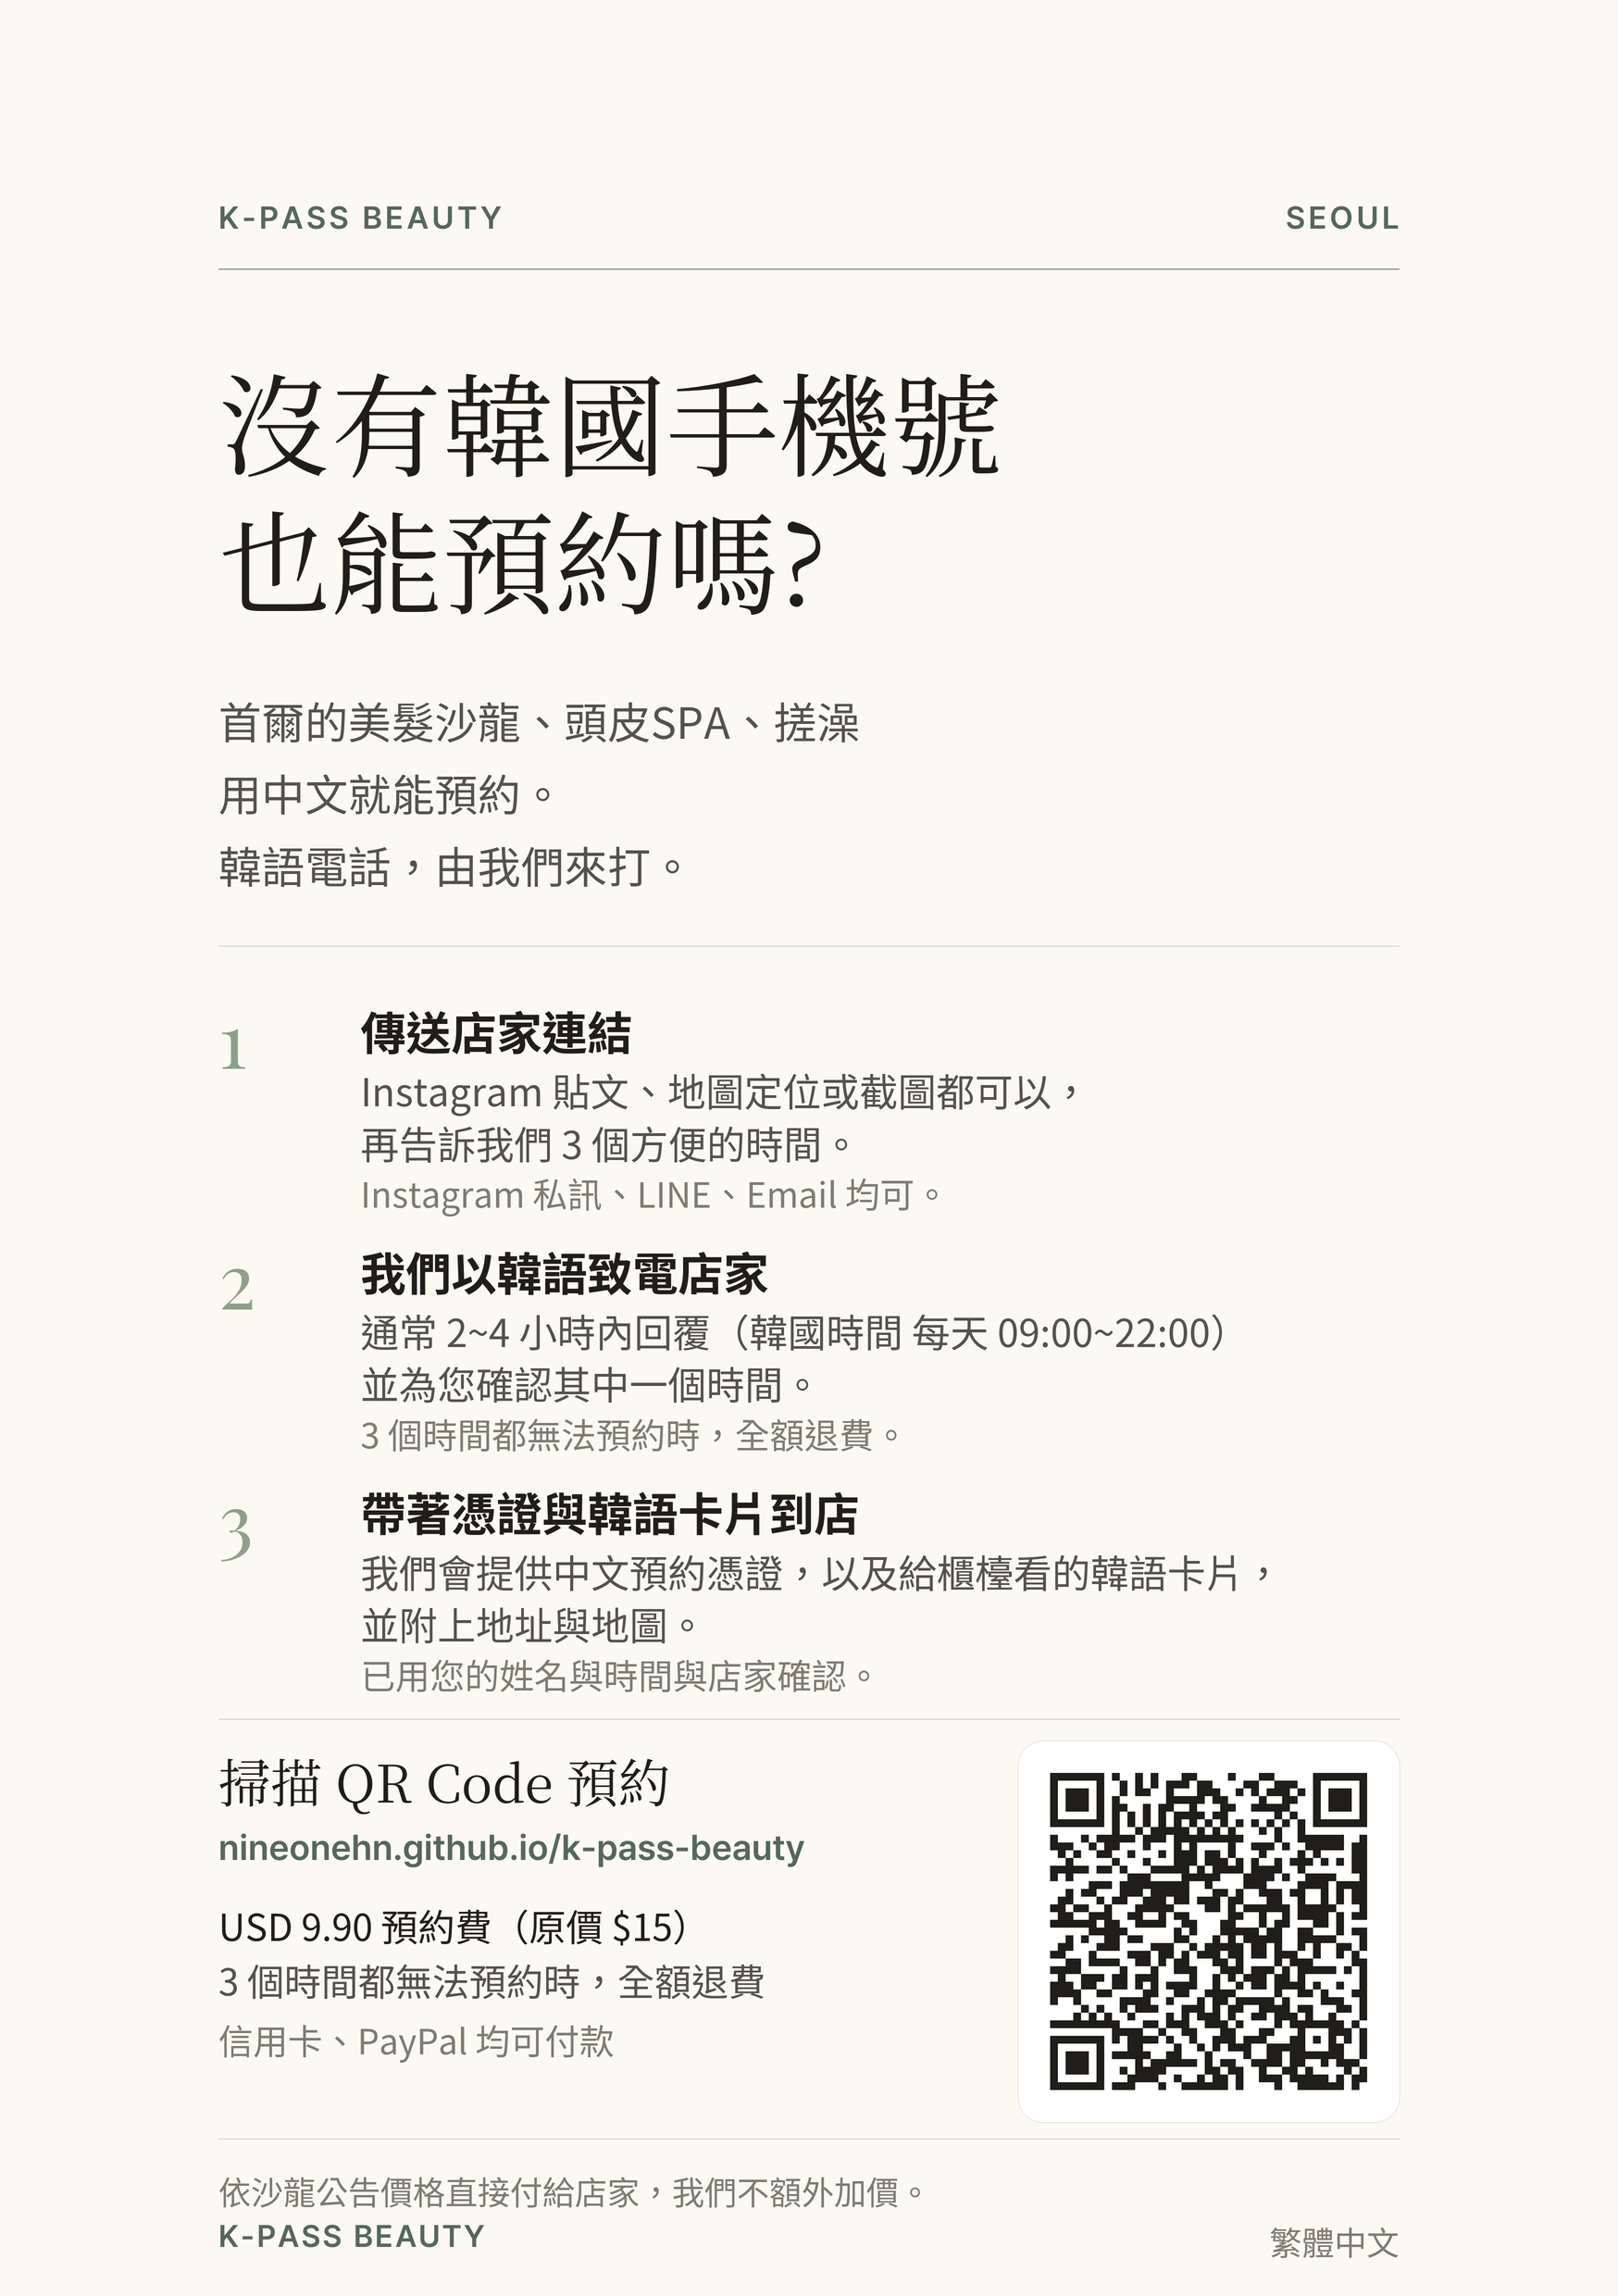 K-PASS BEAUTY
SEOUL
沒有韓國手機號
也能預約嗎?
首爾的美髮沙龍、頭皮SPA、搓澡
用中文就能預約。
韓語電話，由我們來打。
1
傳送店家連結
Instagram 貼文、地圖定位或截圖都可以，
再告訴我們 3 個方便的時間。
Instagram 私訊、LINE、Email 均可。
2
我們以韓語致電店家
通常 2~4 小時內回覆（韓國時間 每天 09:00~22:00）
並為您確認其中一個時間。
3 個時間都無法預約時，全額退費。
3
帶著憑證與韓語卡片到店
我們會提供中文預約憑證，以及給櫃檯看的韓語卡片，
並附上地址與地圖。
已用您的姓名與時間與店家確認。
掃描 QR Code 預約
nineonehn.github.io/k-pass-beauty
USD 9.90 預約費（原價 $15）
3 個時間都無法預約時，全額退費
信用卡、PayPal 均可付款
依沙龍公告價格直接付給店家，我們不額外加價。
K-PASS BEAUTY
繁體中文